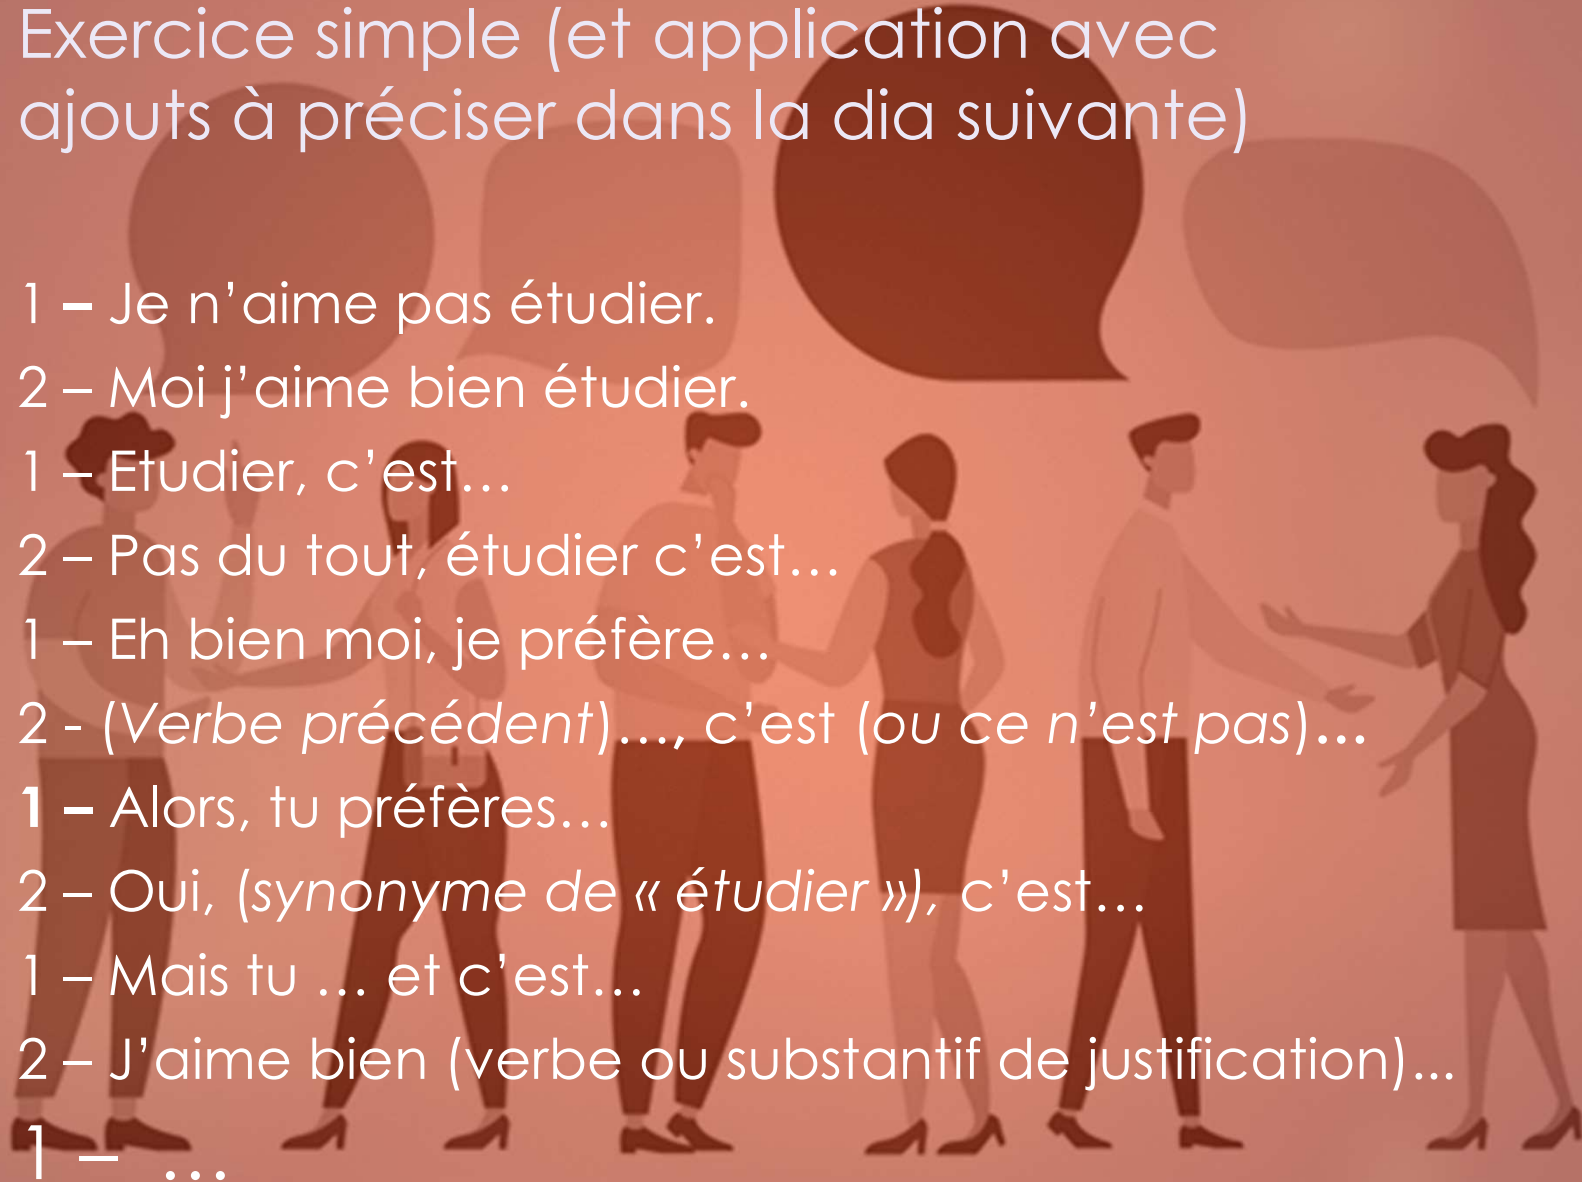 Exercice simple (et application avec
ajouts à préciser dans la dia suivante)
1 – Je n’aime pas étudier.
2 – Moi j’aime bien étudier.
1 – Etudier, c’est…
2 – Pas du tout, étudier c’est…
1 – Eh bien moi, je préfère…
2 - (Verbe précédent)…, c’est (ou ce n’est pas)…
1 – Alors, tu préfères…
2 – Oui, (synonyme de « étudier »), c’est…
1 – Mais tu … et c’est…
2 – J’aime bien (verbe ou substantif de justification)...
1 – …